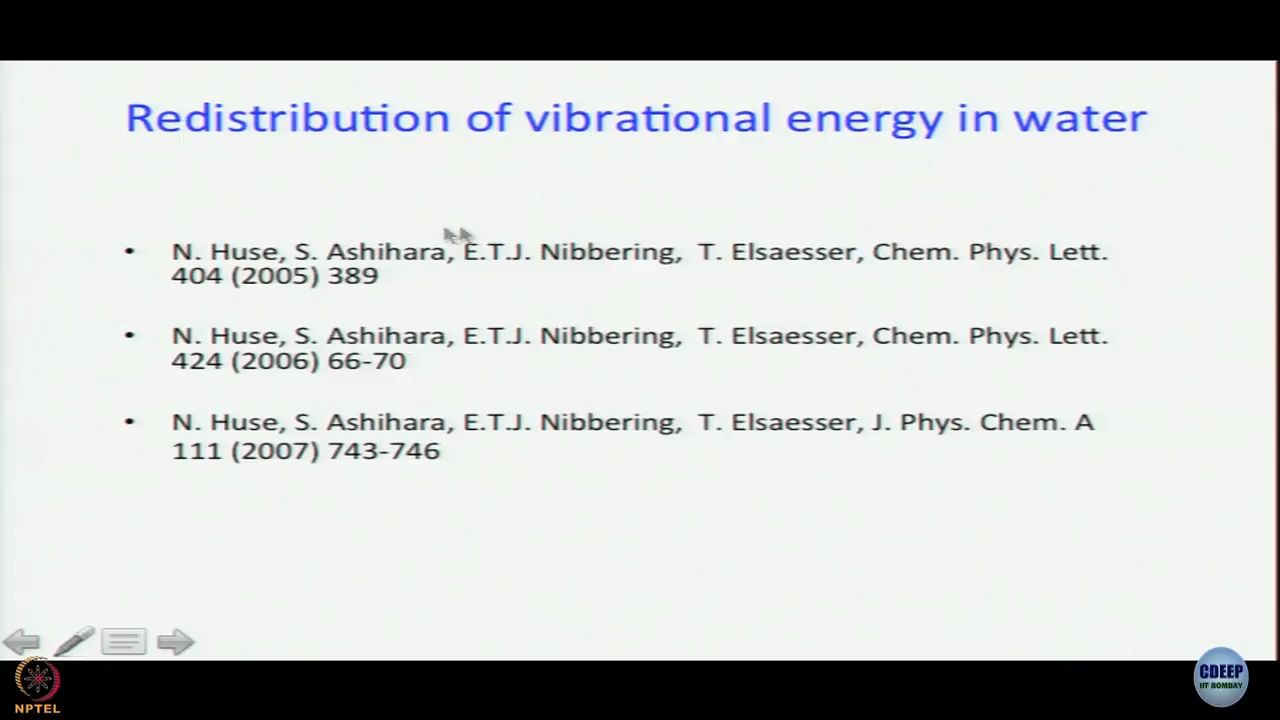 Redistribution of vibrational energy in water
• N. Huse, S. Ashihara, E.T.J. Nibbering, T. Elsaesser, Chem. Phys. Lett.
404 (2005) 389
• N. Huse, S. Ashihara, E.T.J. Nibbering, T. Elsaesser, Chem. Phys. Lett.
424 (2006) 66-70
• N. Huse, S. Ashihara, E.T.J. Nibbering, T. Elsaesser, J. Phys. Chem. A
111 (2007) 743-746
NPTEL
CDEEP
IIT BOMBAY